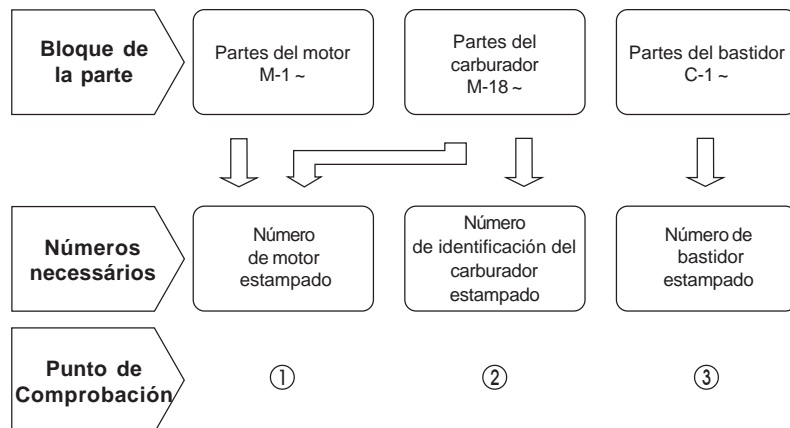 Bloque de
la parte
Partes del motor
M-1 ~
Partes del
carburador
M-18 ~
Partes del bastidor
C-1 ~
Números
necessários
Número
de motor
estampado
Número
de identificación del
carburador
estampado
Número de
bastidor
estampado
Punto de
Comprobación
①
②
③